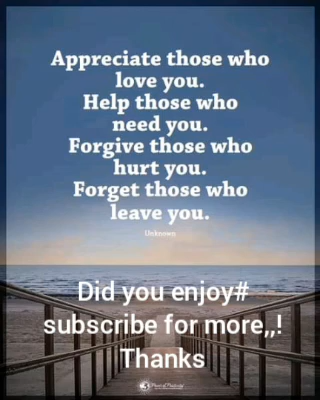 Appreciate those who
love you.
Help those who
need you.
Forgive those who
hurt you.
Forget those who
leave you.
Unknown
Did you enjoy#
subscribe for more,,!
Thanks